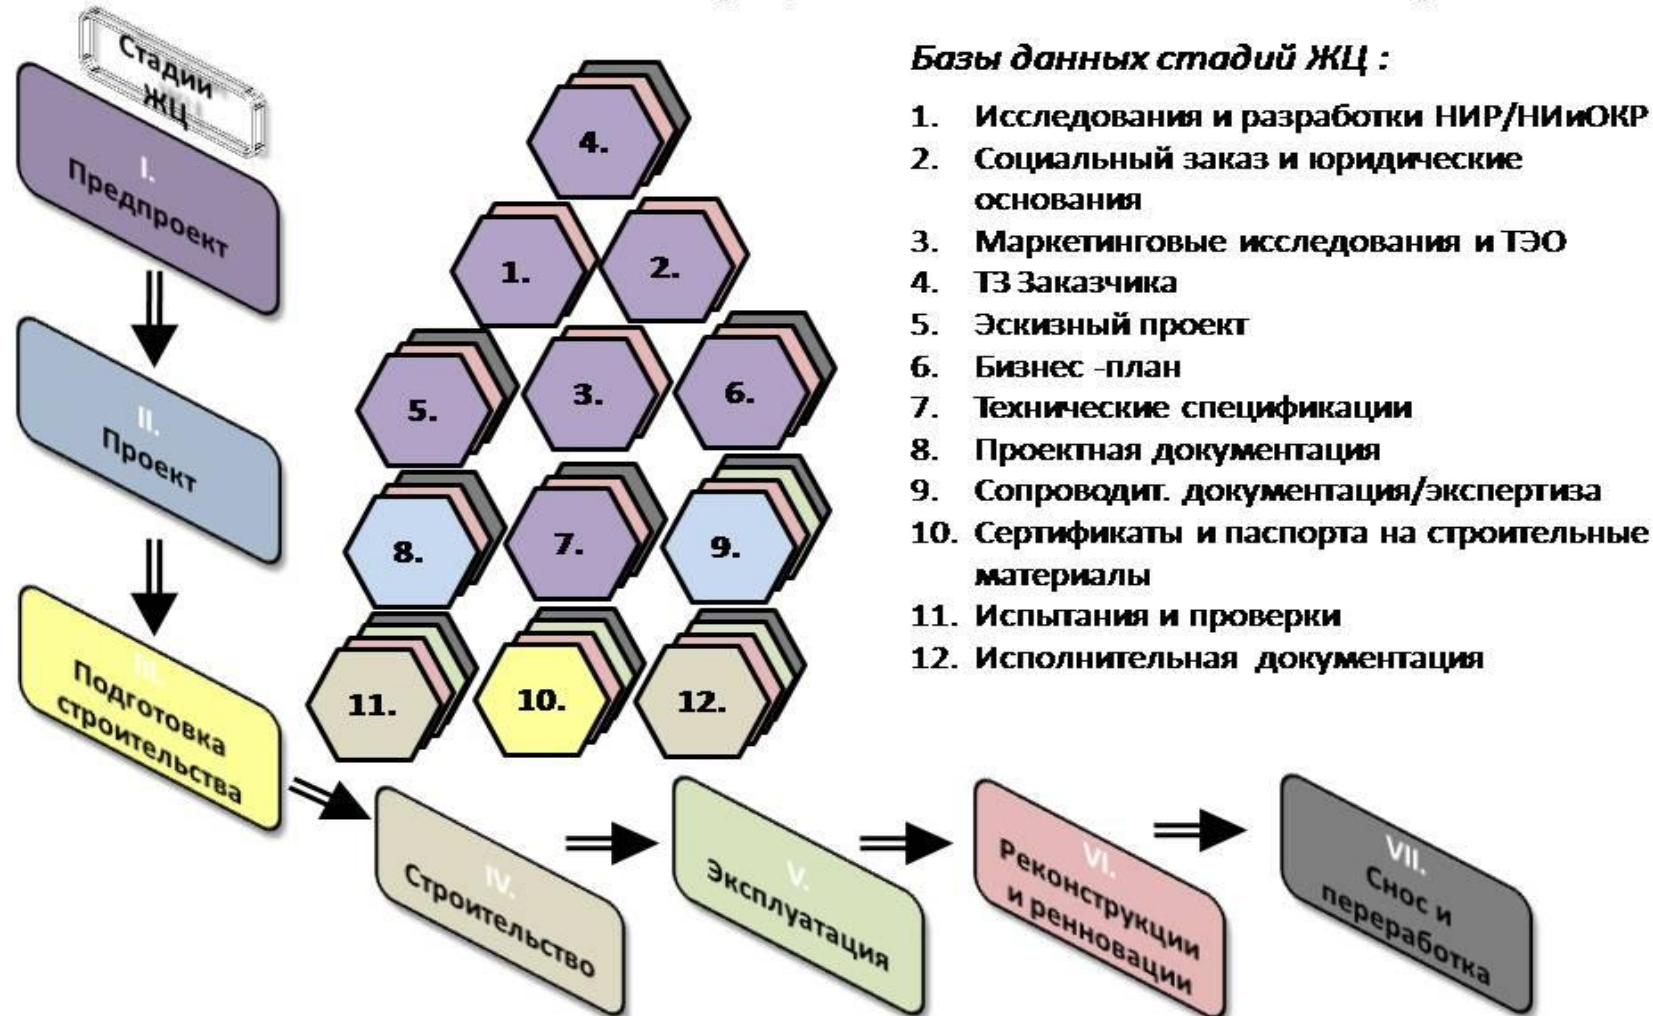 Стадии
ЖЦ
I.
Предпроект
II.
Проект
III.
Подготовка
строительства
4.
1.
2.
5.
3.
6.
8.
7.
9.
11.
10.
12.
Базы данных стадий ЖЦ :
1. Исследования и разработки НИР/НИиОКР
2. Социальный заказ и юридические
основания
3. Маркетинговые исследования и ТЭО
4. ТЗ Заказчика
5. Эскизный проект
6. Бизнес -план
7. Технические спецификации
8. Проектная документация
9. Сопроводит. документация/экспертиза
10. Сертификаты и паспорта на строительные
материалы
11. Испытания и проверки
12. Исполнительная документация
IV.
Строительство
V.
Эксплуатация
VI.
Реконструкции
и ренновации
VII.
Снос и
переработка